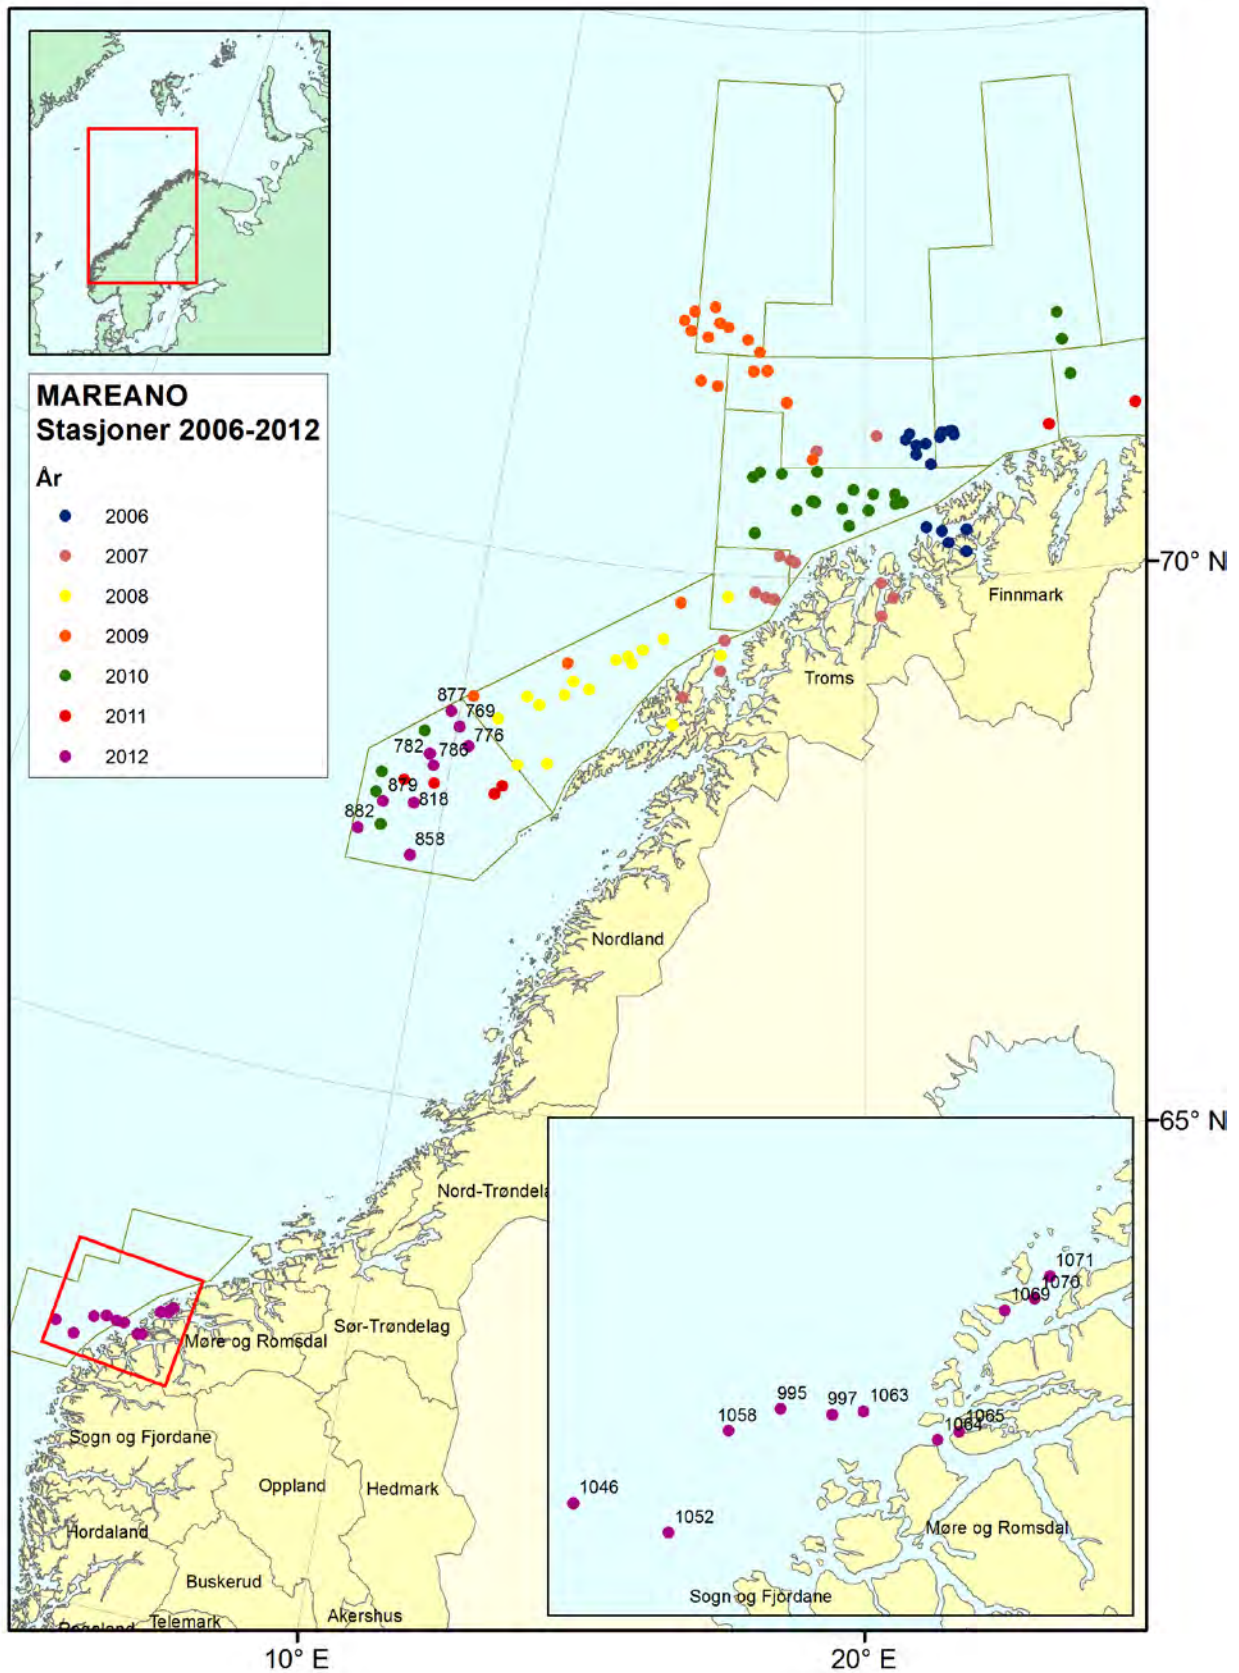 MAREANO
Stasjoner 2006-2012
År
2006
2007
2008
2009
2010
2011
2012
70° N
Finnmark
Troms
877
769
776
782
786
879
818
882
858
Nordland
65° N
Nord-Trøndela
Sør-Trøndelag
Møre og Romsdal
Sogn og Fjordane
Oppland
Hedmark
Hordaland
Buskerud
Akershus
Telemark
Rogaland
1071
1070
1069
995
997
1063
1058
1065
1064
1046
1052
Møre og Romsdal
Sogn og Fjordane
10° E
20° E